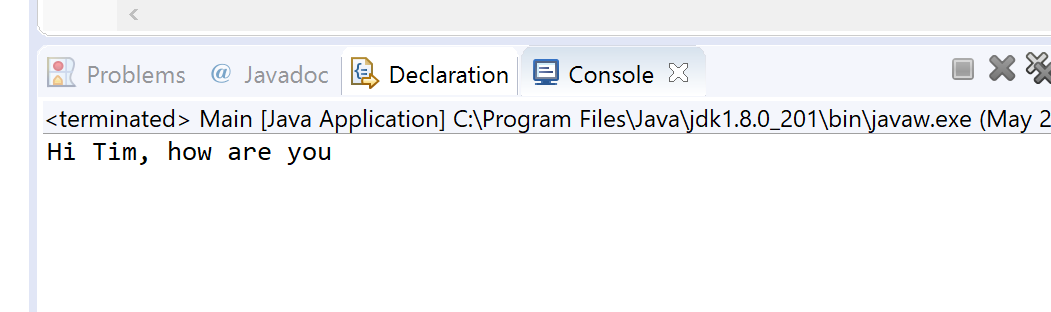 Problems @ Javadoc Declaration Console
<terminated> Main [Java Application] C:\Program Files\Java\jdk1.8.0_201\bin\javaw.exe (May 2
Hi Tim, how are you